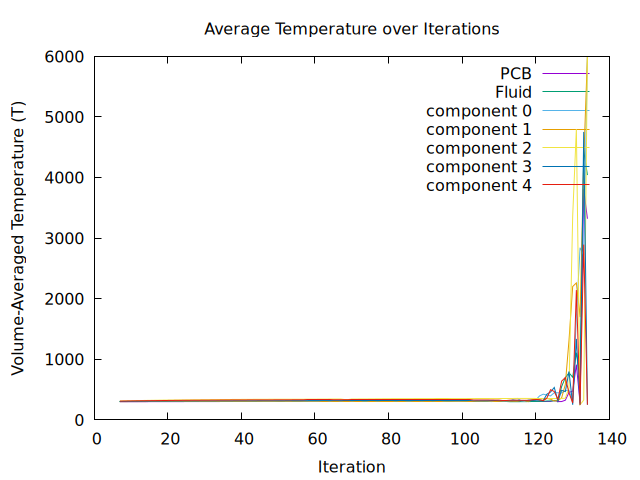 Average Temperature over Iterations
6000
5000
4000
3000
2000
1000
0
Volume-Averaged Temperature (T)
PCB
Fluid
component 0
component 1
component 2
component 3
component 4
0 20 40 60 80 100 120 140
Iteration